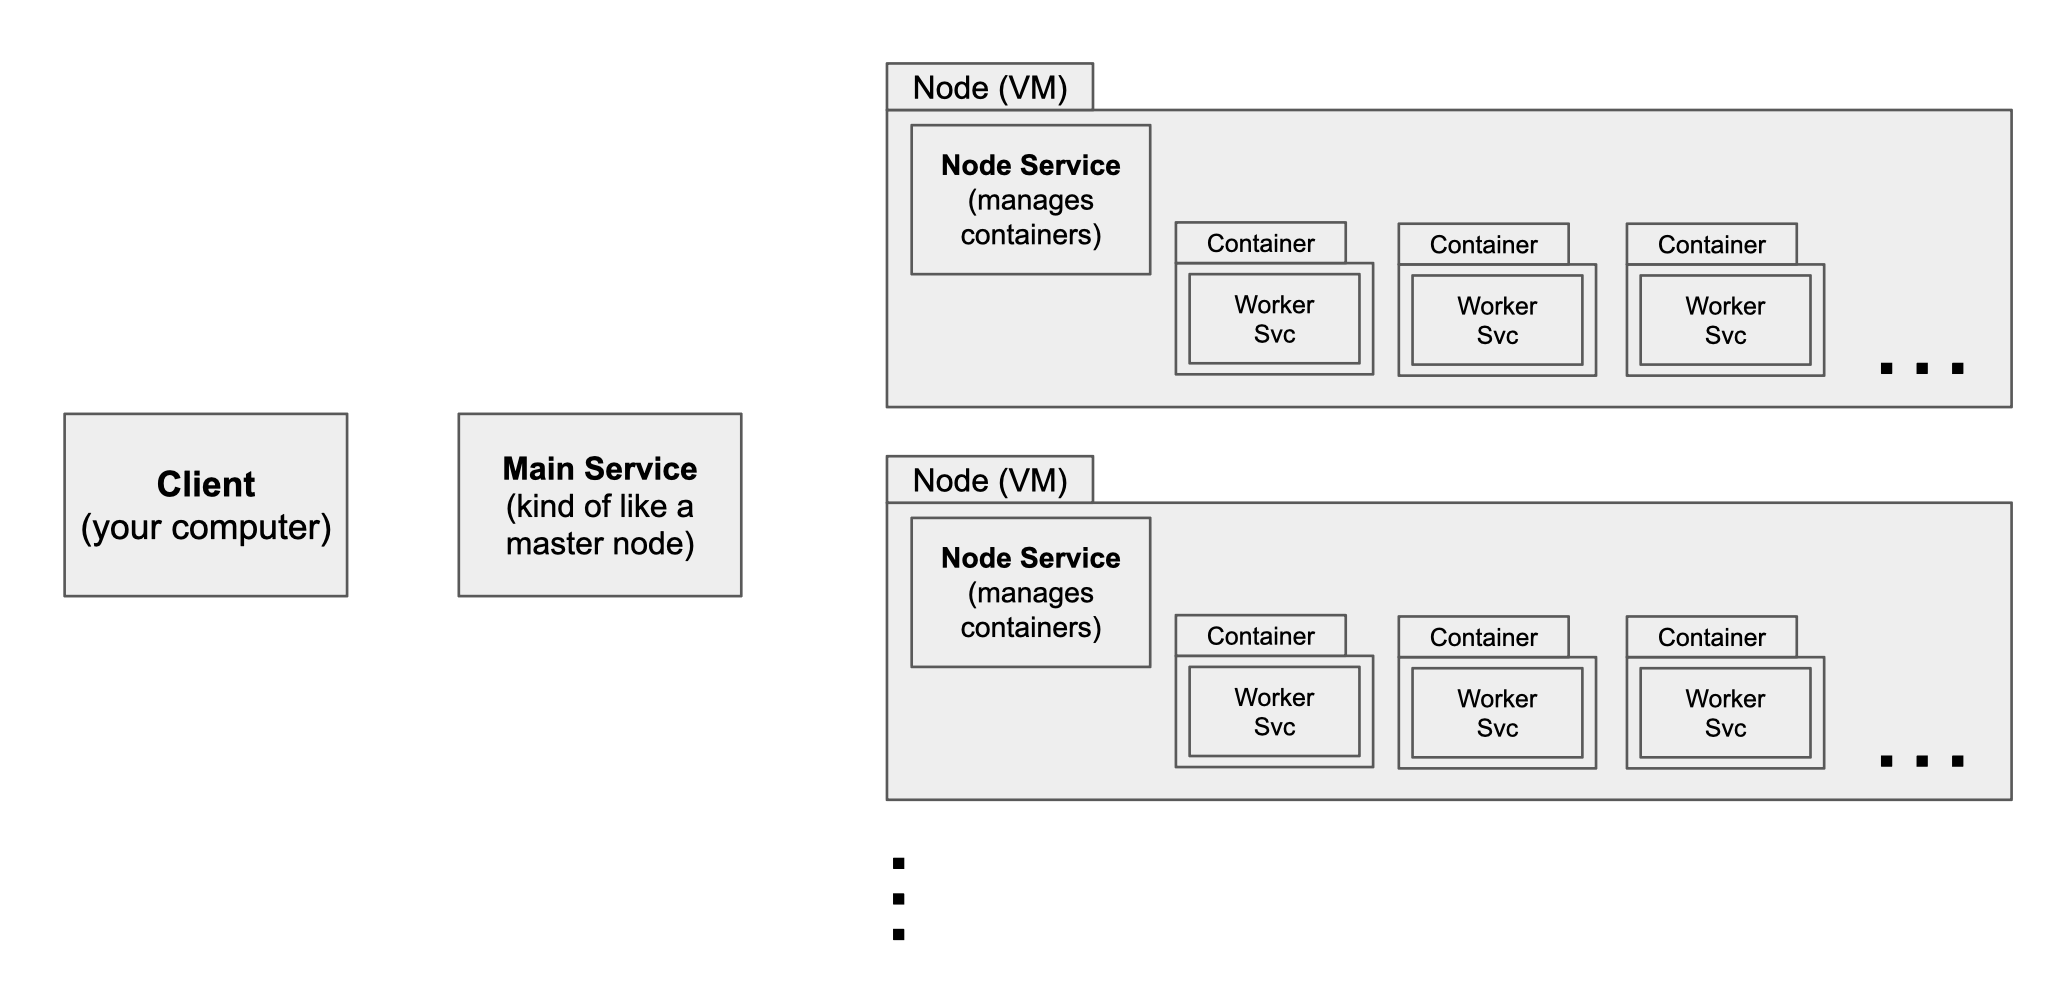 Client
(your computer)
Main Service
(kind of like a
master node)
Node (VM)
Node Service
(manages
containers)
Container
Worker
Svc
Container
Worker
Svc
Container
Worker
Svc
. . .
Node (VM)
Node Service
(manages
containers)
Container
Worker
Svc
Container
Worker
Svc
Container
Worker
Svc
. . .
.
.
.